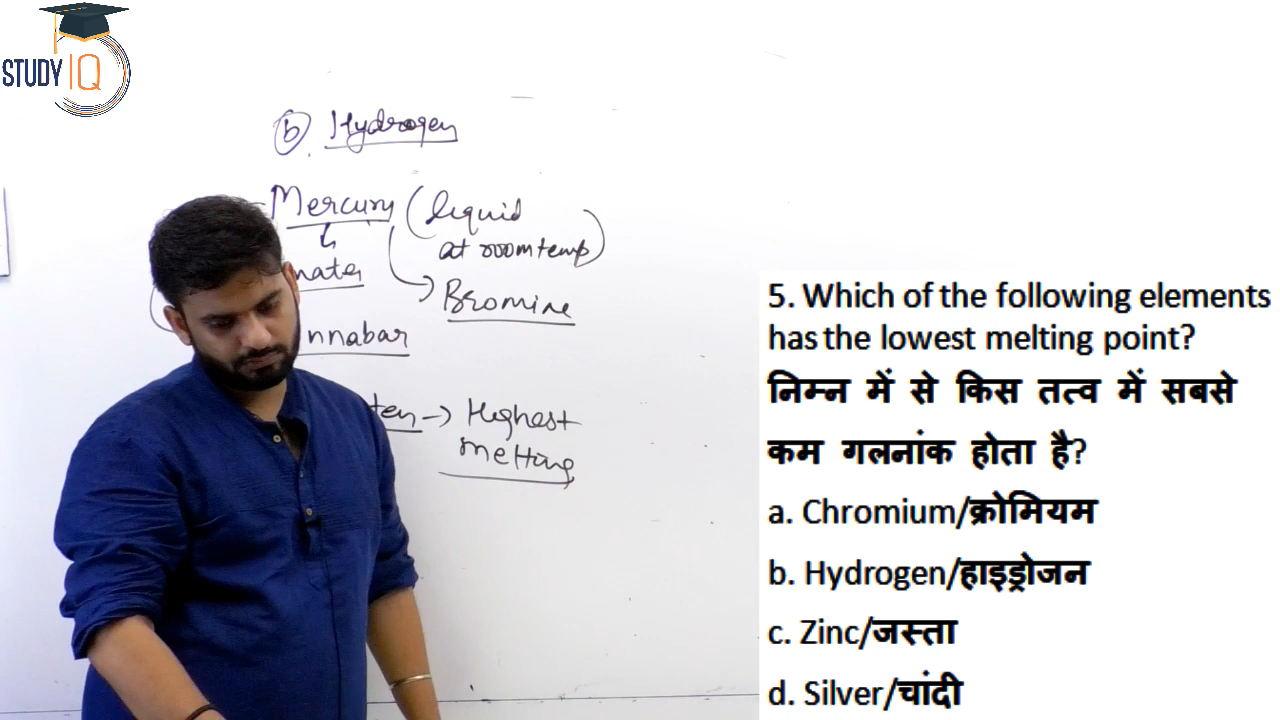 STUDY IQ
b. Hydrogen
Mercury (liquid
at room temp)
Bromine
nnabar
ten → Highest
melting
5. Which of the following elements
has the lowest melting point?
निम्न में से किस तत्व में सबसे
कम गलनांक होता है?
a. Chromium/क्रोमियम
b. Hydrogen/हाइड्रोजन
c. Zinc/जस्ता
d. Silver/चांदी